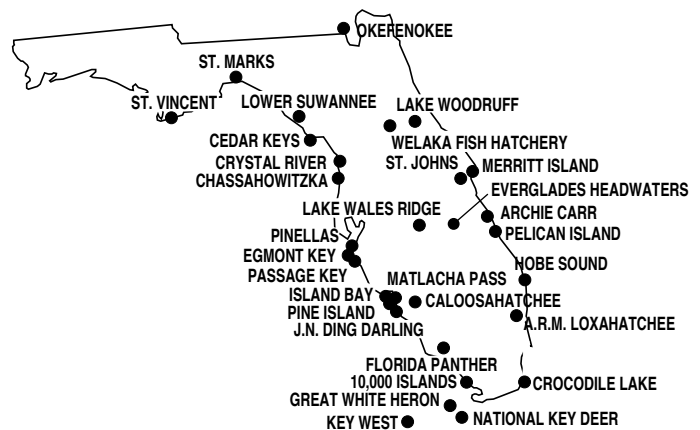 OKEFENOKEE
ST. MARKS
ST. VINCENT
LOWER SUWANNEE
LAKE WOODRUFF
CEDAR KEYS
WELAKA FISH HATCHERY
CRYSTAL RIVER
ST. JOHNS
MERRITT ISLAND
CHASSAHOWITZKA
EVERGLADES HEADWATERS
LAKE WALES RIDGE
ARCHIE CARR
PELICAN ISLAND
PINELLAS
EGMONT KEY
PASSAGE KEY
HOBE SOUND
MATLACHA PASS
ISLAND BAY
CALOOSAHATCHEE
PINE ISLAND
A.R.M. LOXAHATCHEE
J.N. DING DARLING
FLORIDA PANTHER
10,000 ISLANDS
CROCODILE LAKE
GREAT WHITE HERON
NATIONAL KEY DEER
KEY WEST